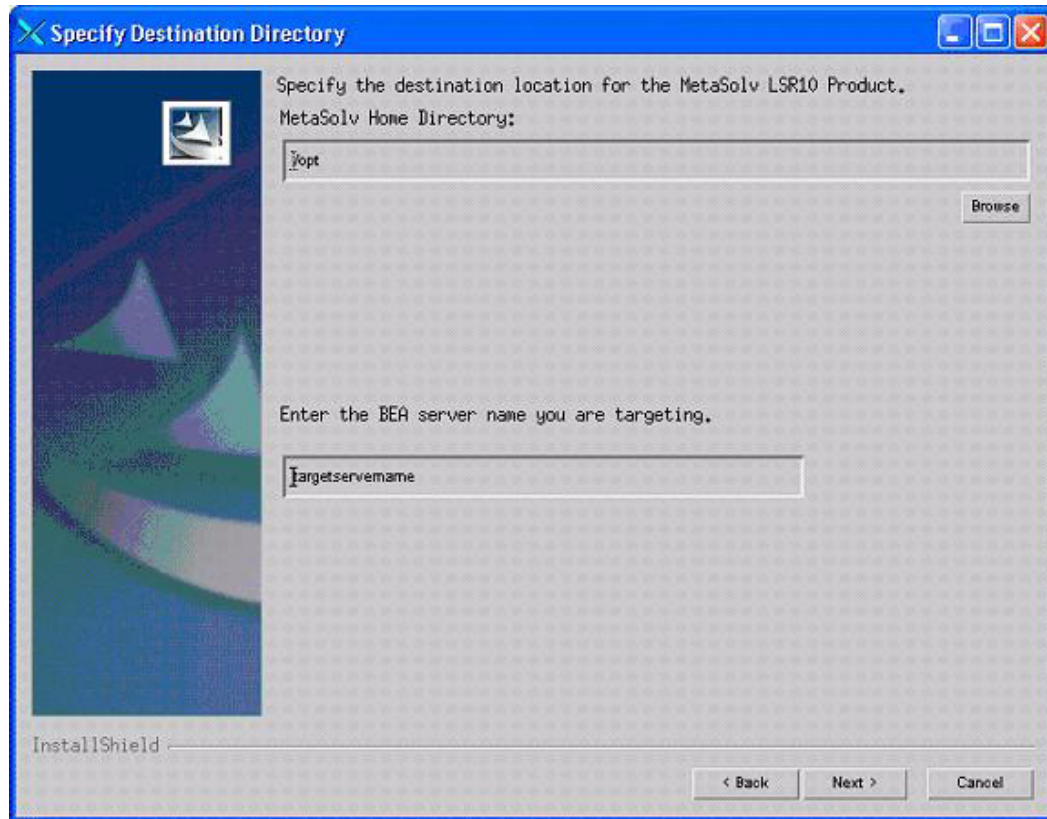 Specify Destination Directory
Specify the destination location for the MetaSolv LSR10 Product.
MetaSolv Home Directory:
/opt
Browse
Enter the BEA server name you are targeting.
targetservername
InstallShield
< Back
Next >
Cancel